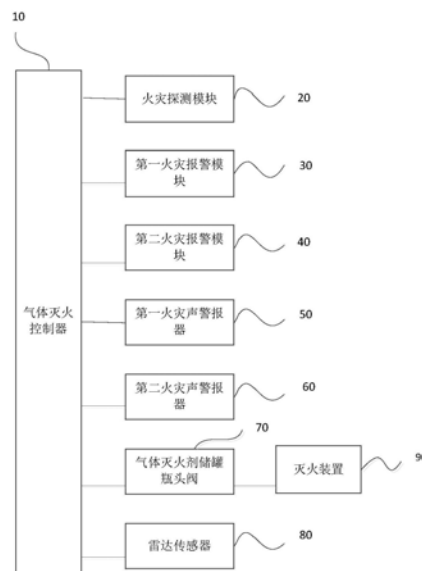 10
火灾探测模块
20
第一火灾报警模
块
30
第二火灾报警模
块
40
气体灭火
控制器
第一火灾声警报
器
50
第二火灾声警报
器
60
70
气体灭火剂储罐
瓶头阀
灭火装置
90
雷达传感器
80